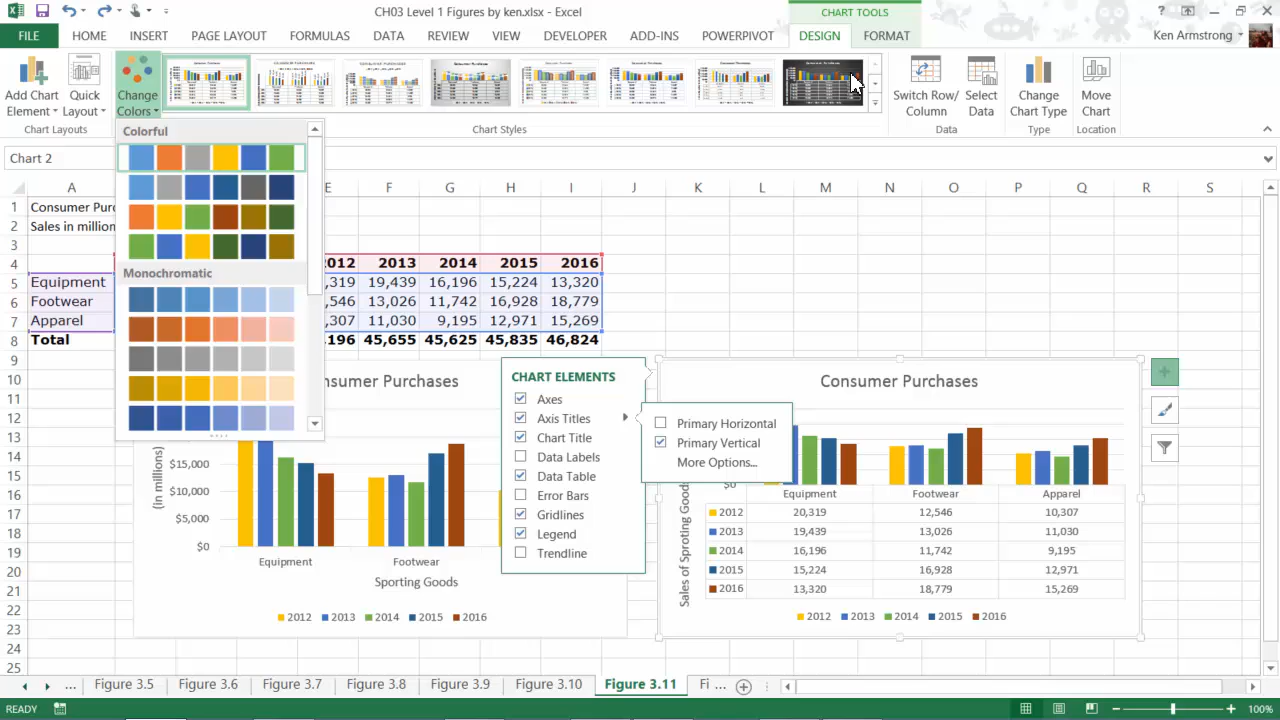 CH03 Level 1 Figures by ken.xlsx - Excel
CHART TOOLS
?
FILE HOME INSERT PAGE LAYOUT FORMULAS DATA REVIEW VIEW DEVELOPER ADD-INS POWERPIVOT DESIGN FORMAT Ken Armstrong
Add Chart Element
Quick Layout
Change Colors
Switch Row/ Column
Select Data
Change Chart Type
Move Chart
Chart Layouts Chart Styles Data Type Location
Chart 2
Colorful
Monochromatic
A E F G H I J K L M N O P Q R S
1 Consumer Purc
2 Sales in million
3
4 2012 2013 2014 2015 2016
5 Equipment ,319 19,439 16,196 15,224 13,320
6 Footwear ,546 13,026 11,742 16,928 18,779
7 Apparel ,307 11,030 9,195 12,971 15,269
8 Total 196 45,655 45,625 45,835 46,824
9
10
11
12
13
14
15
16
17
18
19
20
21
22
23
24
25
nsumer Purchases
(in millions)
$15,000
$10,000
$5,000
$0
Equipment Footwear
Sporting Goods
2012 2013 2014 2015 2016
CHART ELEMENTS
Axes
Axis Titles
Chart Title
Data Labels
Data Table
Error Bars
Gridlines
Legend
Trendline
Primary Horizontal
Primary Vertical
More Options...
Consumer Purchases
Sales of Sproting Goods
$0
Equipment Footwear Apparel
2012 20,319 12,546 10,307
2013 19,439 13,026 11,030
2014 16,196 11,742 9,195
2015 15,224 16,928 12,971
2016 13,320 18,779 15,269
2012 2013 2014 2015 2016
... Figure 3.5 Figure 3.6 Figure 3.7 Figure 3.8 Figure 3.9 Figure 3.10 Figure 3.11 Fi ...
READY 100%